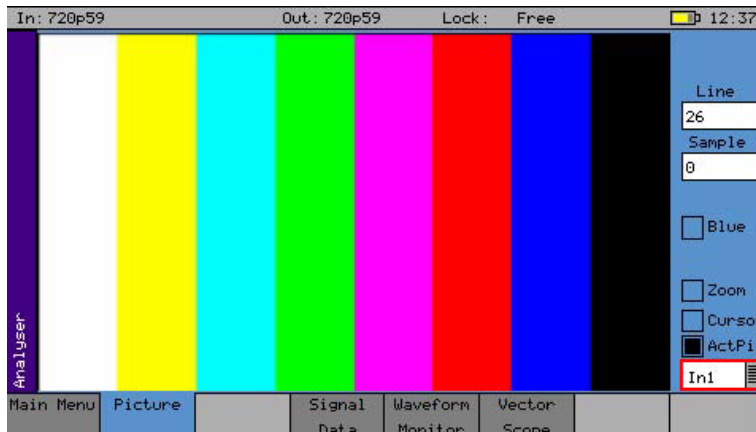 In: 720p59 Out: 720p59 Lock: Free 12:37
Line
26
Sample
0
Blue
Zoom
Curso
ActPi
In1
Analyser
Main Menu Picture Signal Data Waveform Monitor Vector Scope